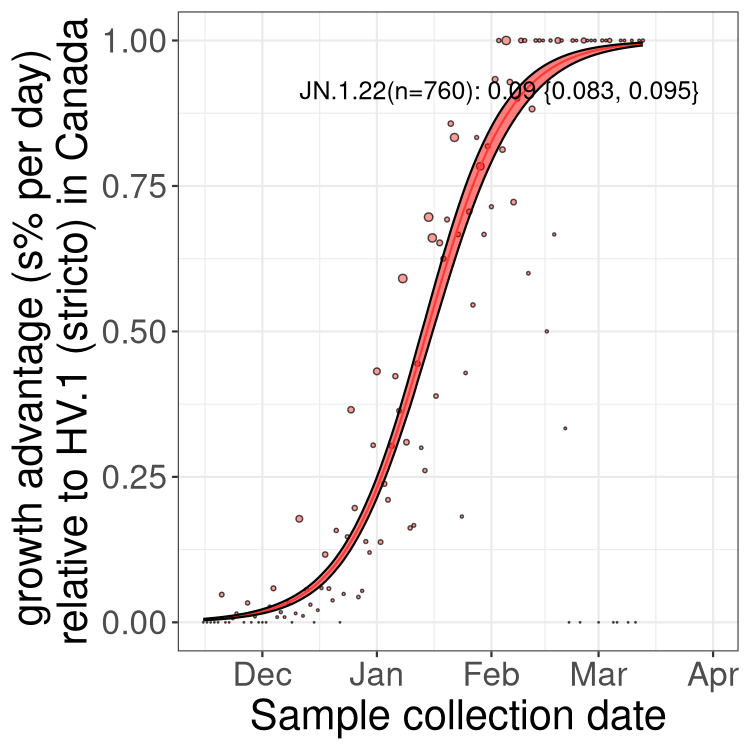 growth advantage (s% per day)
relative to HV.1 (stricto) in Canada
1.00
0.75
0.50
0.25
0.00
JN.1.22(n=760): 0.09 {0.083, 0.095}
Dec Jan Feb Mar Apr
Sample collection date